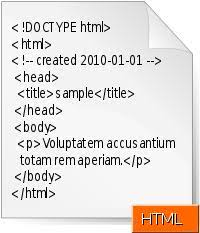 <!DOCTYPE html>
<html>
<!-- created 2010-01-01 -->
<head>
<title>sample</title>
</head>
<body>
<p>Voluptatem accusantium
totam rem aperiam.</p>
</body>
</html>
HTML